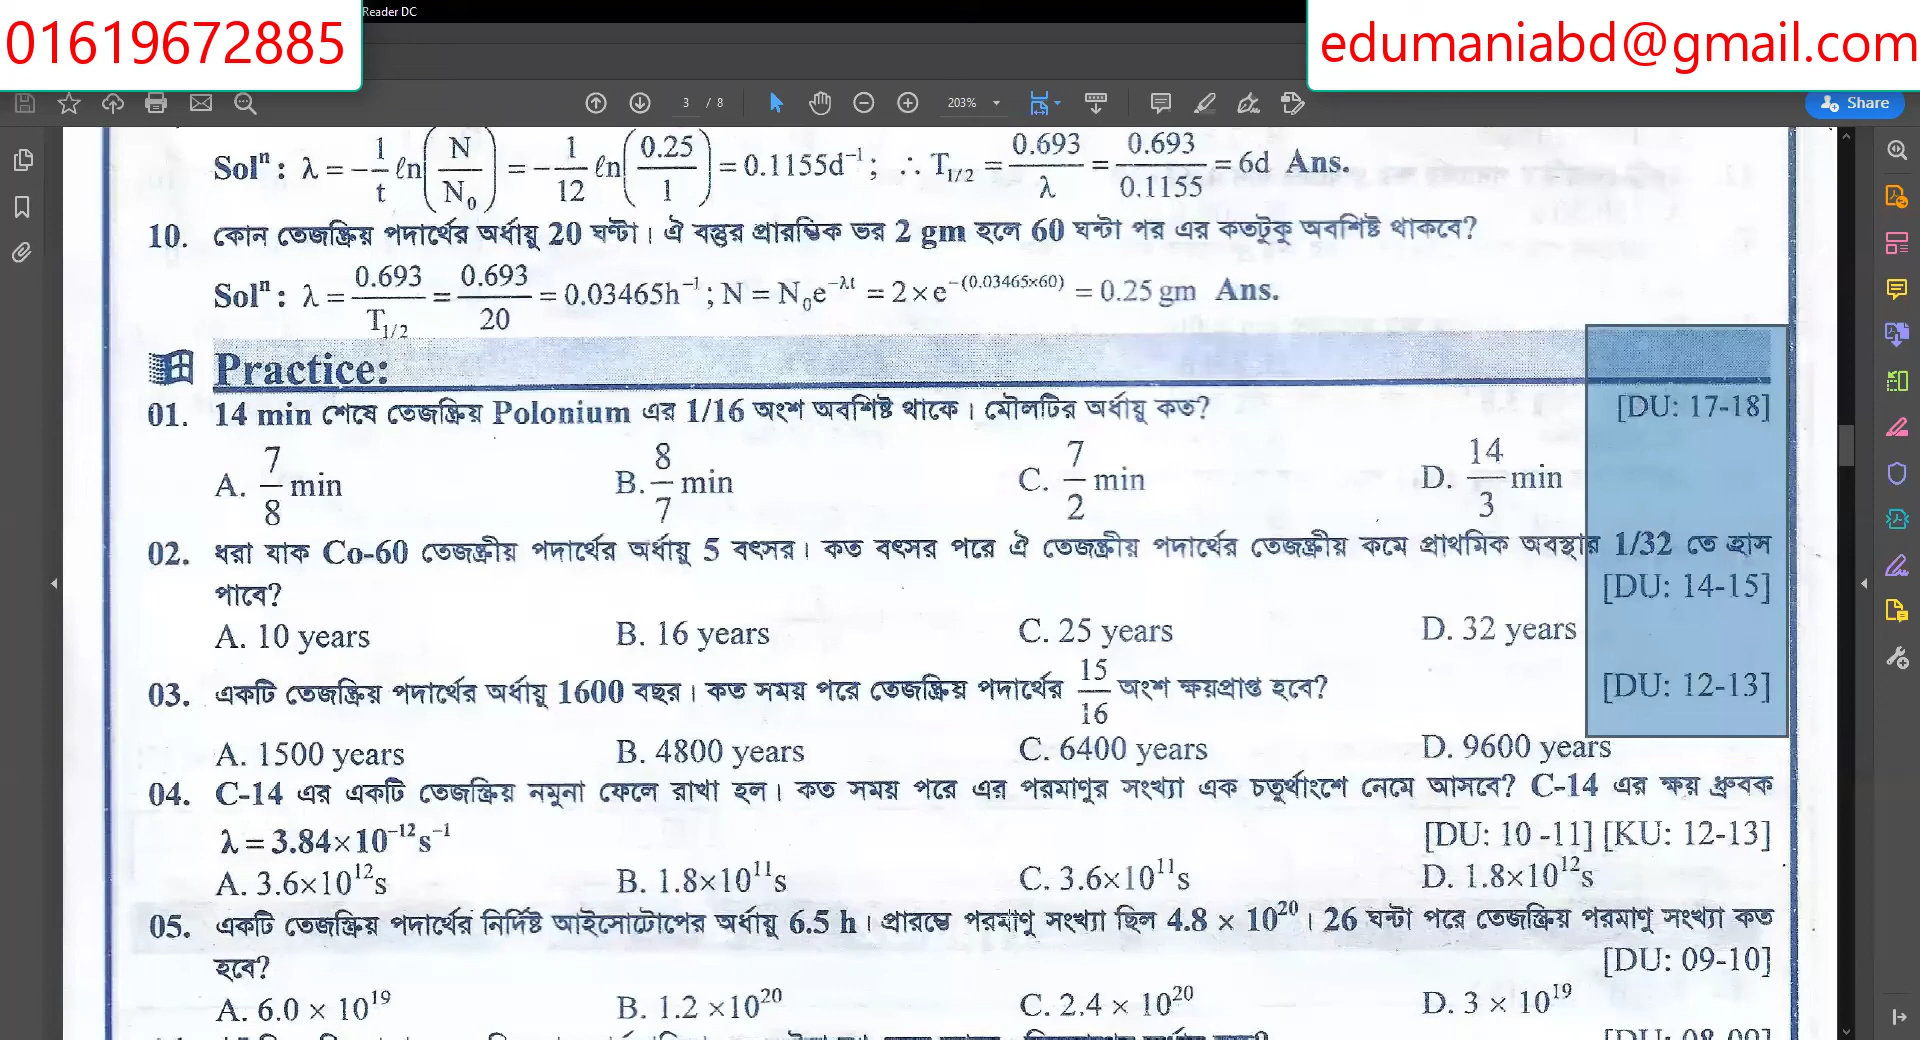 Reader DC
01619672885
edumaniabd@gmail.com
3 / 8
203%
Share
Solⁿ : λ = −1/t ℓn(N/N₀) = −1/12 ℓn(0.25/1) = 0.1155d⁻¹ ; ∴ T₁/₂ = 0.693/λ = 0.693/0.1155 = 6d Ans.
10. কোন তেজস্ক্রিয় পদার্থের অর্ধায়ু 20 ঘন্টা। ঐ বস্তুর প্রারম্ভিক ভর 2 gm হলে 60 ঘন্টা পর এর কতটুকু অবশিষ্ট থাকবে?
Solⁿ : λ = 0.693/T₁/₂ = 0.693/20 = 0.03465h⁻¹ ; N = N₀e^−λt = 2×e^−(0.03465×60) = 0.25 gm Ans.
Practice:
01. 14 min শেষে তেজস্ক্রিয় Polonium এর 1/16 অংশ অবশিষ্ট থাকে। মৌলটির অর্ধায়ু কত? [DU: 17-18]
A. 7/8 min B. 8/7 min C. 7/2 min D. 14/3 min
02. ধরা যাক Co-60 তেজস্ক্রীয় পদার্থের অর্ধায়ু 5 বৎসর। কত বৎসর পরে ঐ তেজস্ক্রীয় পদার্থের তেজস্ক্রীয় কমে প্রাথমিক অবস্থার 1/32 তে হ্রাস
পাবে? [DU: 14-15]
A. 10 years B. 16 years C. 25 years D. 32 years
03. একটি তেজস্ক্রিয় পদার্থের অর্ধায়ু 1600 বছর। কত সময় পরে তেজস্ক্রিয় পদার্থের 15/16 অংশ ক্ষয়প্রাপ্ত হবে? [DU: 12-13]
A. 1500 years B. 4800 years C. 6400 years D. 9600 years
04. C-14 এর একটি তেজস্ক্রিয় নমুনা ফেলে রাখা হল। কত সময় পরে এর পরমাণুর সংখ্যা এক চতুর্থাংশে নেমে আসবে? C-14 এর ক্ষয় ধ্রুবক
λ = 3.84×10⁻¹²s⁻¹ [DU: 10 -11] [KU: 12-13]
A. 3.6×10¹²s B. 1.8×10¹¹s C. 3.6×10¹¹s D. 1.8×10¹²s
05. একটি তেজস্ক্রিয় পদার্থের নির্দিষ্ট আইসোটোপের অর্ধায়ু 6.5 h। প্রারম্ভে পরমাণু সংখ্যা ছিল 4.8 × 10²⁰। 26 ঘন্টা পরে তেজস্ক্রিয় পরমাণু সংখ্যা কত
হবে? [DU: 09-10]
A. 6.0 × 10¹⁹ B. 1.2 ×10²⁰ C. 2.4 × 10²⁰ D. 3 × 10¹⁹